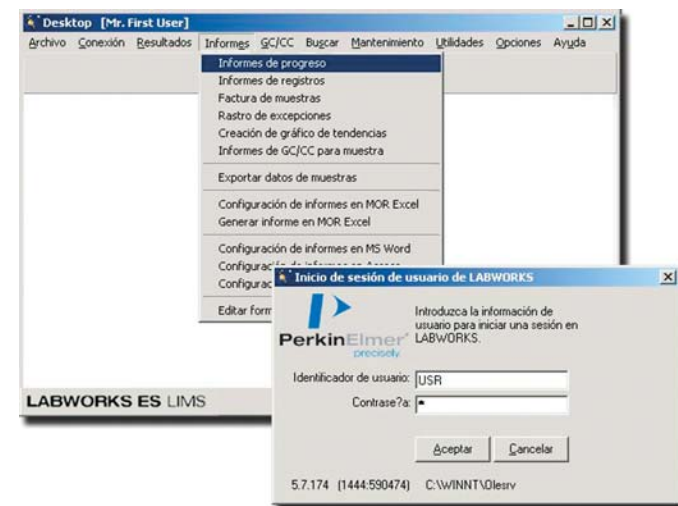 Desktop [Mr. First User]
Archivo Conexión Resultados Informes GC/CC Buscar Mantenimiento Utilidades Opciones Ayuda
Informes de progreso
Informes de registros
Factura de muestras
Rastro de excepciones
Creación de gráfico de tendencias
Informes de GC/CC para muestra
Exportar datos de muestras
Configuración de informes en MOR Excel
Generar informe en MOR Excel
Configuración de informes en MS Word
Editar
LABWORKS ES LIMS
Inicio de sesión de usuario de LABWORKS
PerkinElmer
precisely.
Introduzca la información de
usuario para iniciar una sesión en
LABWORKS.
Identificador de usuario: USR
Contrase?a: *
Aceptar Cancelar
5.7.174 (1444:590474) C:\WINNT\Olesrv